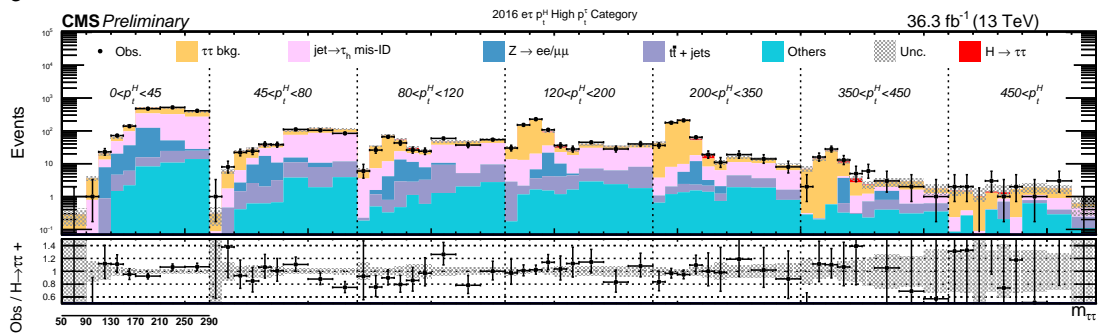 2016 eτ p_t^H High p_t^τ Category
CMS Preliminary
36.3 fb⁻¹ (13 TeV)
Obs.
ττ bkg.
jet→τ_h mis-ID
Z → ee/μμ
tt̄ + jets
Others
Unc.
H → ττ
0<p_t^H<45
45<p_t^H<80
80<p_t^H<120
120<p_t^H<200
200<p_t^H<350
350<p_t^H<450
450<p_t^H
Events
10⁵
10⁴
10³
10²
10
1
10⁻¹
Obs / H→ττ +
1.4
1.2
1
0.8
0.6
50 90 130 170 210 250 290
m_ττ